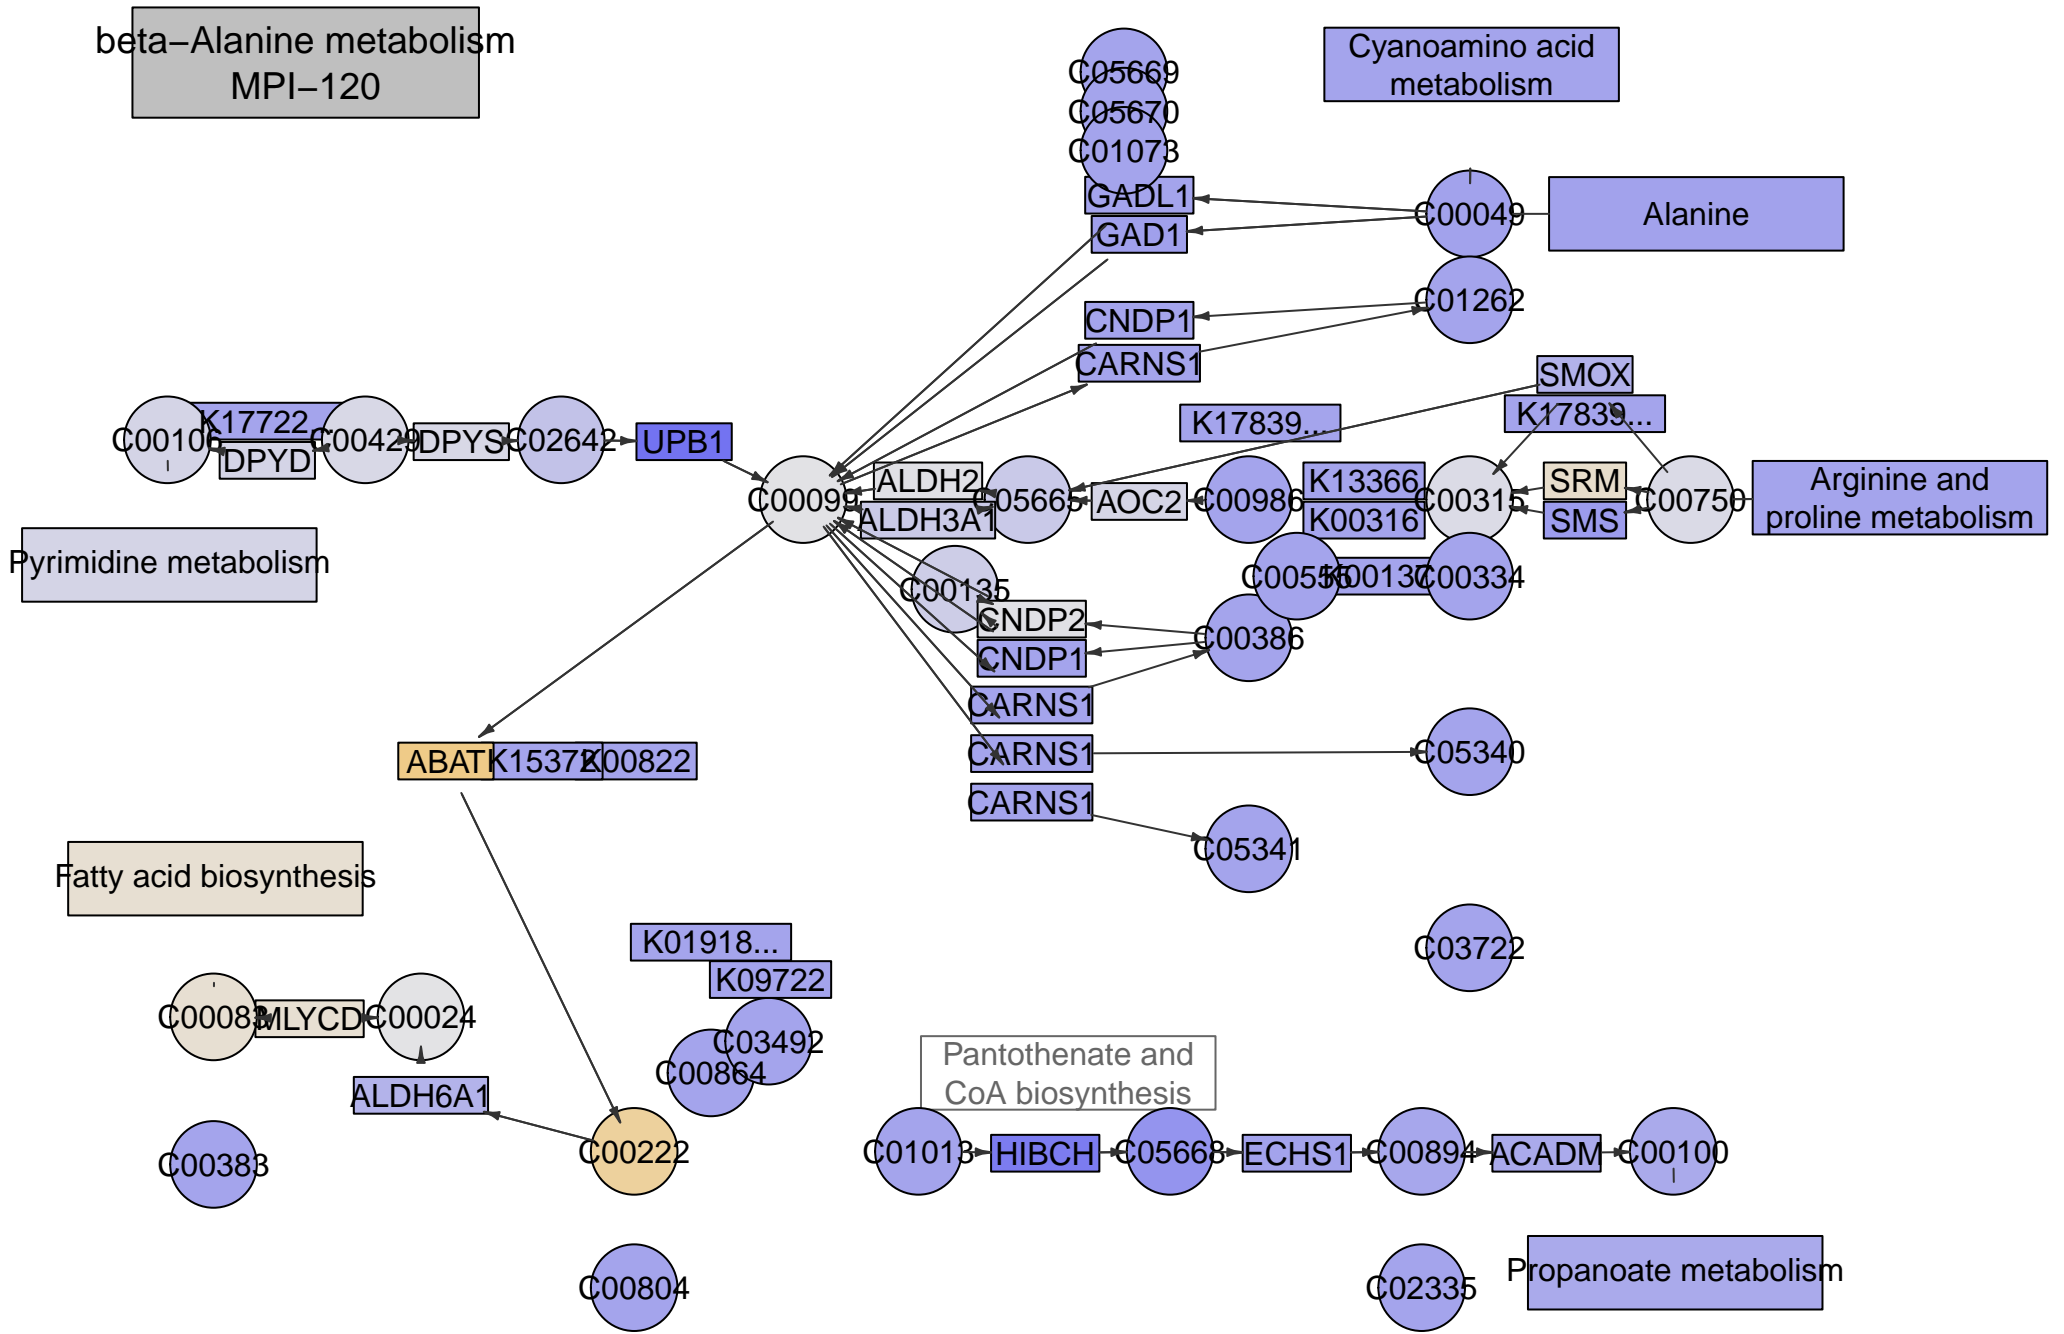 beta−Alanine metabolism
MPI−120
C05669
C05670
C01073
Cyanoamino acid
metabolism
GADL1
GAD1
C00049
Alanine
CNDP1
CARNS1
C01262
SMOX
K17839...
K17839...
C00106
K17722...
DPYD
C00429
DPYS
C02642
UPB1
C00099
ALDH2
ALDH3A1
C05665
AOC2
C00986
K13366
K00316
C00315
SRM
SMS
C00750
Arginine and
proline metabolism
Pyrimidine metabolism
C00135
CNDP2
CNDP1
C00386
C00555
K00137
C00334
CARNS1
CARNS1
CARNS1
C05340
C05341
ABAT
K15372
K00822
Fatty acid biosynthesis
K01918...
K09722
C03722
C00083
MLYCD
C00024
C03492
C00864
ALDH6A1
Pantothenate and
CoA biosynthesis
C00383
C00222
C01013
HIBCH
C05668
ECHS1
C00894
ACADM
C00100
C00804
C02335
Propanoate metabolism